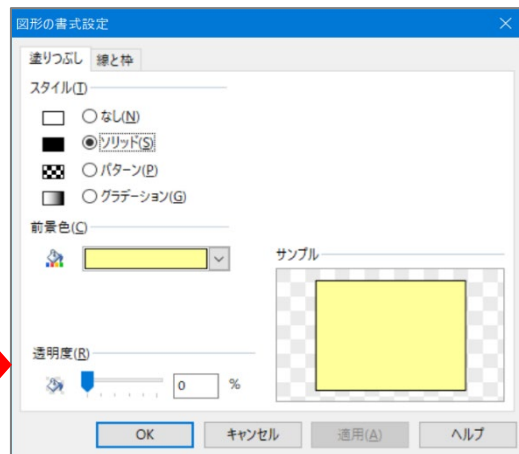 図形の書式設定
塗りつぶし 線と枠
スタイル(T)
なし(N)
ソリッド(S)
パターン(P)
グラデーション(G)
前景色(C)
サンプル
透明度(R)
0 %
OK キャンセル 適用(A) ヘルプ